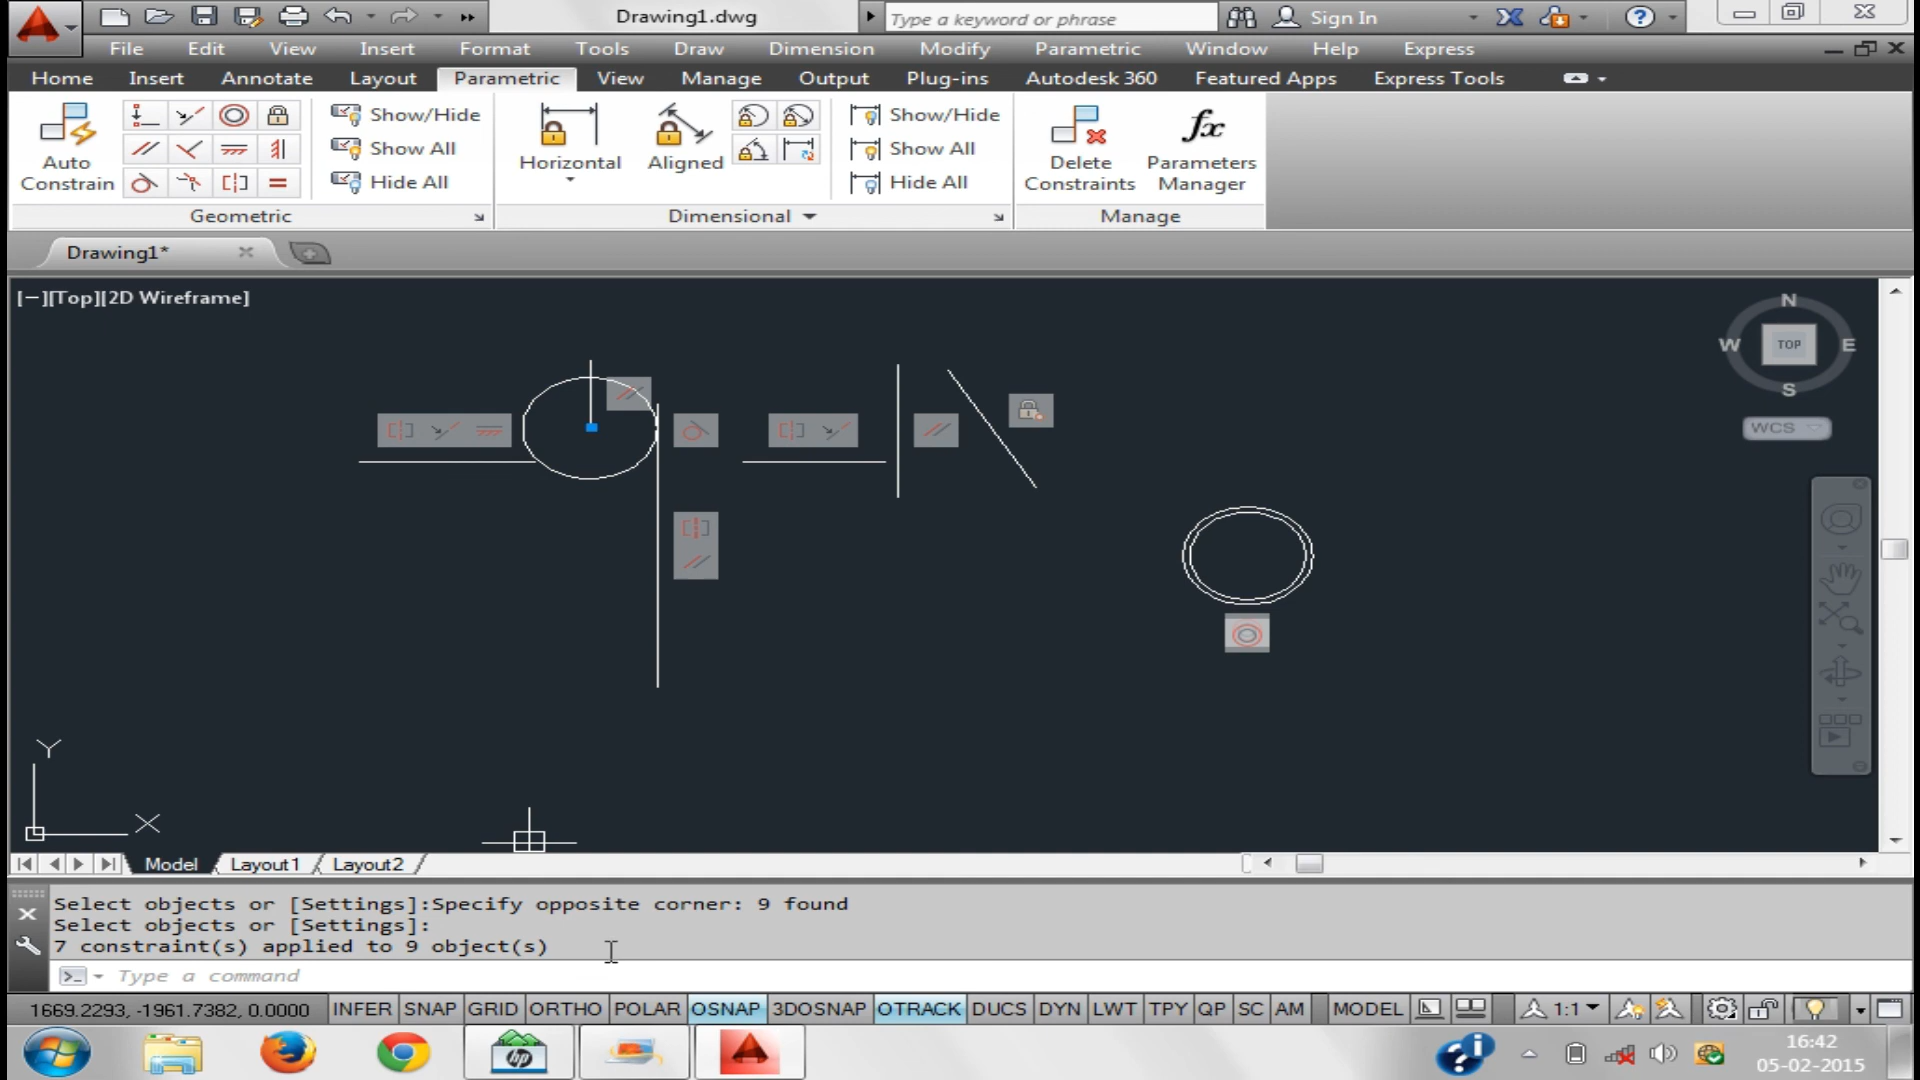 Drawing1.dwg
Type a keyword or phrase
Sign In
File Edit View Insert Format Tools Draw Dimension Modify Parametric Window Help Express
Home Insert Annotate Layout Parametric View Manage Output Plug-ins Autodesk 360 Featured Apps Express Tools
Auto
Constrain
Show/Hide
Show All
Hide All
Horizontal
Aligned
Show/Hide
Show All
Hide All
Delete
Constraints
fx
Parameters
Manager
Geometric
Dimensional
Manage
Drawing1*
[−][Top][2D Wireframe]
N
W
TOP
E
S
WCS
Y
X
Model Layout1 Layout2
Select objects or [Settings]:Specify opposite corner: 9 found
Select objects or [Settings]:
7 constraint(s) applied to 9 object(s)
Type a command
1669.2293, -1961.7382, 0.0000 INFER SNAP GRID ORTHO POLAR OSNAP 3DOSNAP OTRACK DUCS DYN LWT TPY QP SC AM MODEL 1:1
hp
16:42
05-02-2015